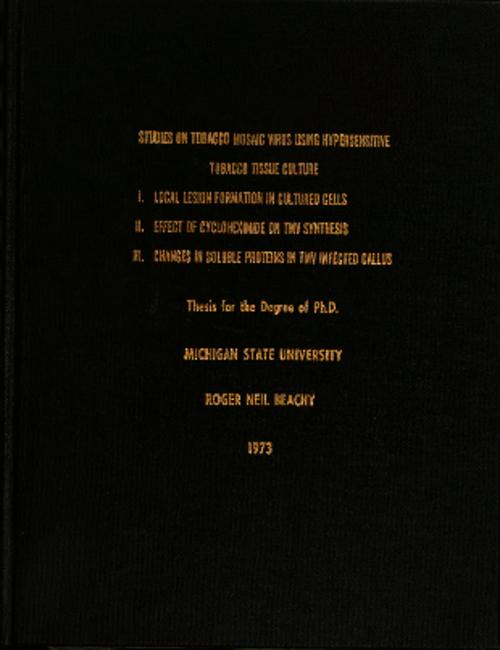 STUDIES ON TOBACCO MOSAIC VIRUS USING HYPERSENSITIVE
TOBACCO TISSUE CULTURE
I. LOCAL LESION FORMATION IN CULTURED CELLS
II. EFFECT OF CYCLOHEXIMIDE ON TMV SYNTHESIS
III. CHANGES IN SOLUBLE PROTEINS IN TMV INFECTED CALLUS
Thesis for the Degree of Ph.D.
MICHIGAN STATE UNIVERSITY
ROGER NEIL BEACHY
1973